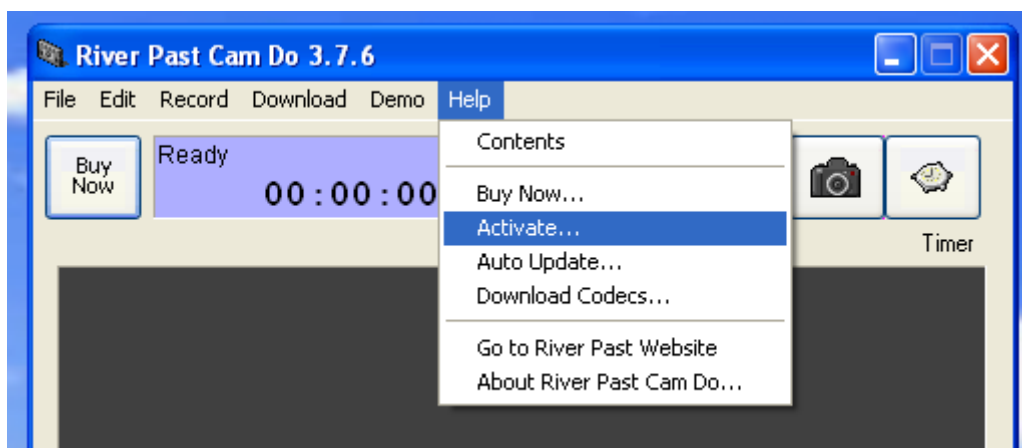 River Past Cam Do 3.7.6
File Edit Record Download Demo Help
Buy
Now
Ready
00:00:00
Contents
Buy Now...
Activate...
Auto Update...
Download Codecs...
Go to River Past Website
About River Past Cam Do...
Timer